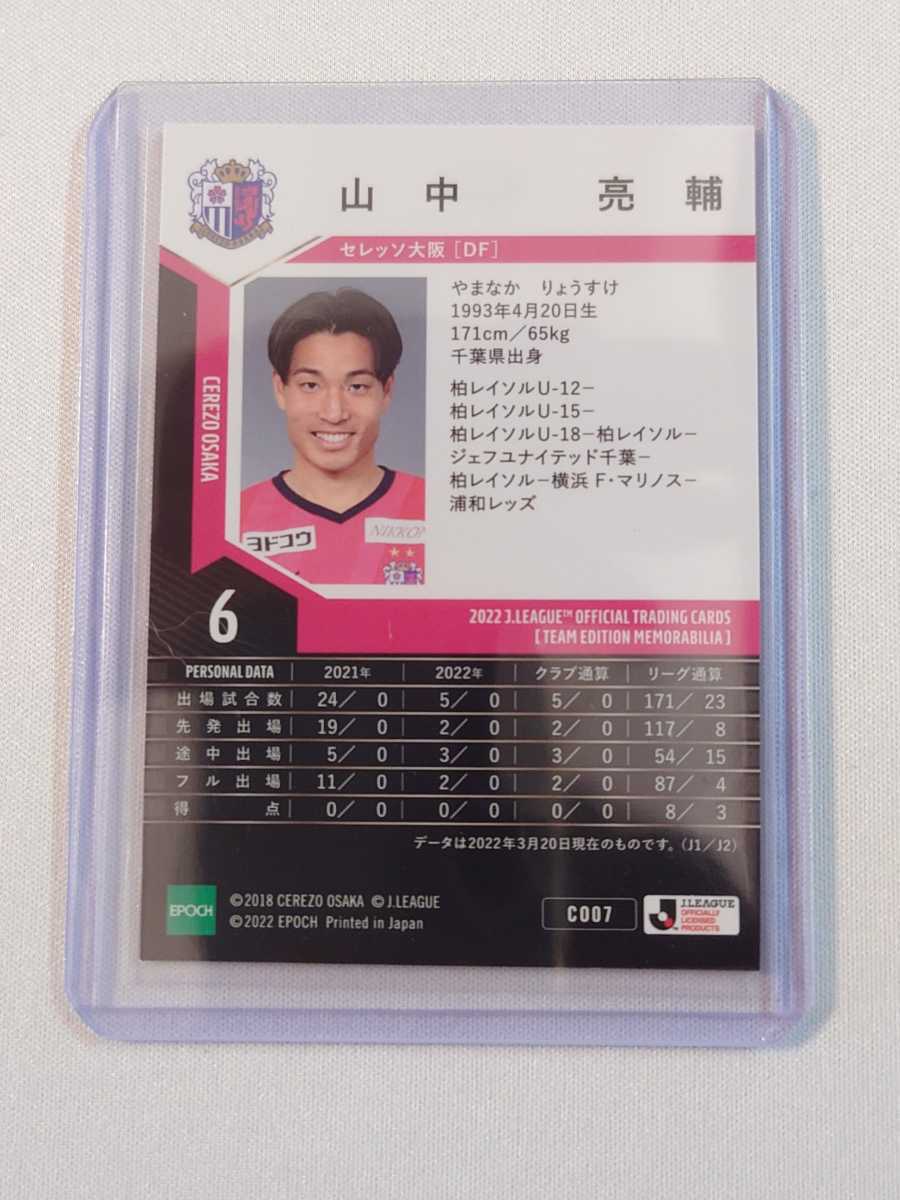 山中 亮輔
セレッソ大阪 [DF]
CEREZO OSAKA
やまなか りょうすけ
1993年4月20日生
171cm/65kg
千葉県出身
柏レイソルU-12−
柏レイソルU-15−
柏レイソルU-18−柏レイソル−
ジェフユナイテッド千葉−
柏レイソル−横浜 F・マリノス−
浦和レッズ
ヨドコウ
6
2022 J.LEAGUE™ OFFICIAL TRADING CARDS
[ TEAM EDITION MEMORABILIA ]
PERSONAL DATA | 2021年 | 2022年 | クラブ通算 | リーグ通算
出場試合数 | 24/ 0 | 5/ 0 | 5/ 0 | 171/ 23
先発出場 | 19/ 0 | 2/ 0 | 2/ 0 | 117/ 8
途中出場 | 5/ 0 | 3/ 0 | 3/ 0 | 54/ 15
フル出場 | 11/ 0 | 2/ 0 | 2/ 0 | 87/ 4
得点 | 0/ 0 | 0/ 0 | 0/ 0 | 8/ 3
データは2022年3月20日現在のものです。(J1/J2)
EPOCH
©2018 CEREZO OSAKA © J.LEAGUE
©2022 EPOCH Printed in Japan
C007
J.LEAGUE
OFFICIALLY
LICENSED
PRODUCTS